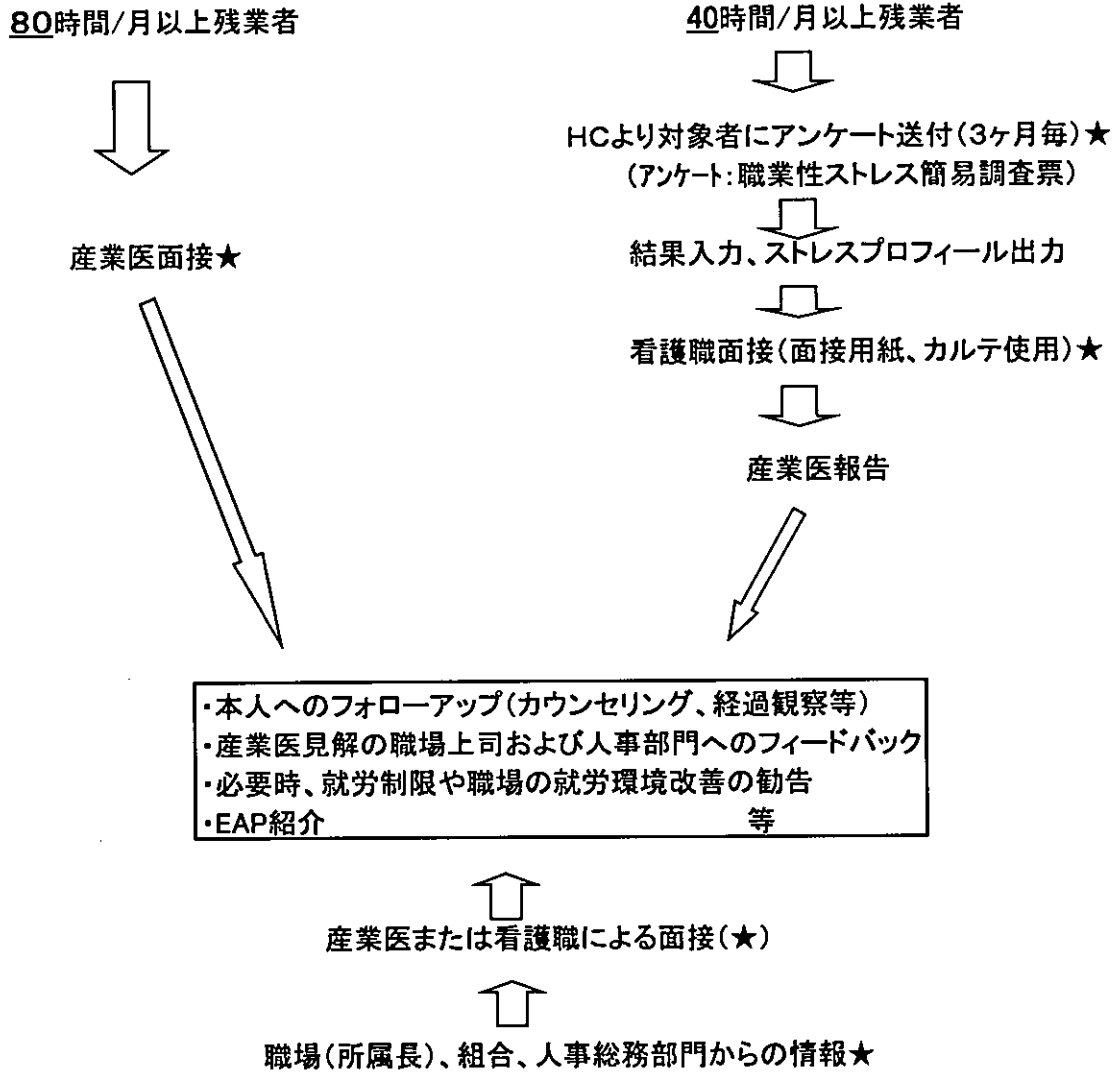 80時間/月以上残業者
産業医面接★
40時間/月以上残業者
HCより対象者にアンケート送付(3ヶ月毎)★
(アンケート:職業性ストレス簡易調査票)
結果入力、ストレスプロフィール出力
看護職面接(面接用紙、カルテ使用)★
産業医報告
・本人へのフォローアップ(カウンセリング、経過観察等)
・産業医見解の職場上司および人事部門へのフィードバック
・必要時、就労制限や職場の就労環境改善の勧告
・EAP紹介 等
産業医または看護職による面接(★)
職場(所属長)、組合、人事総務部門からの情報★